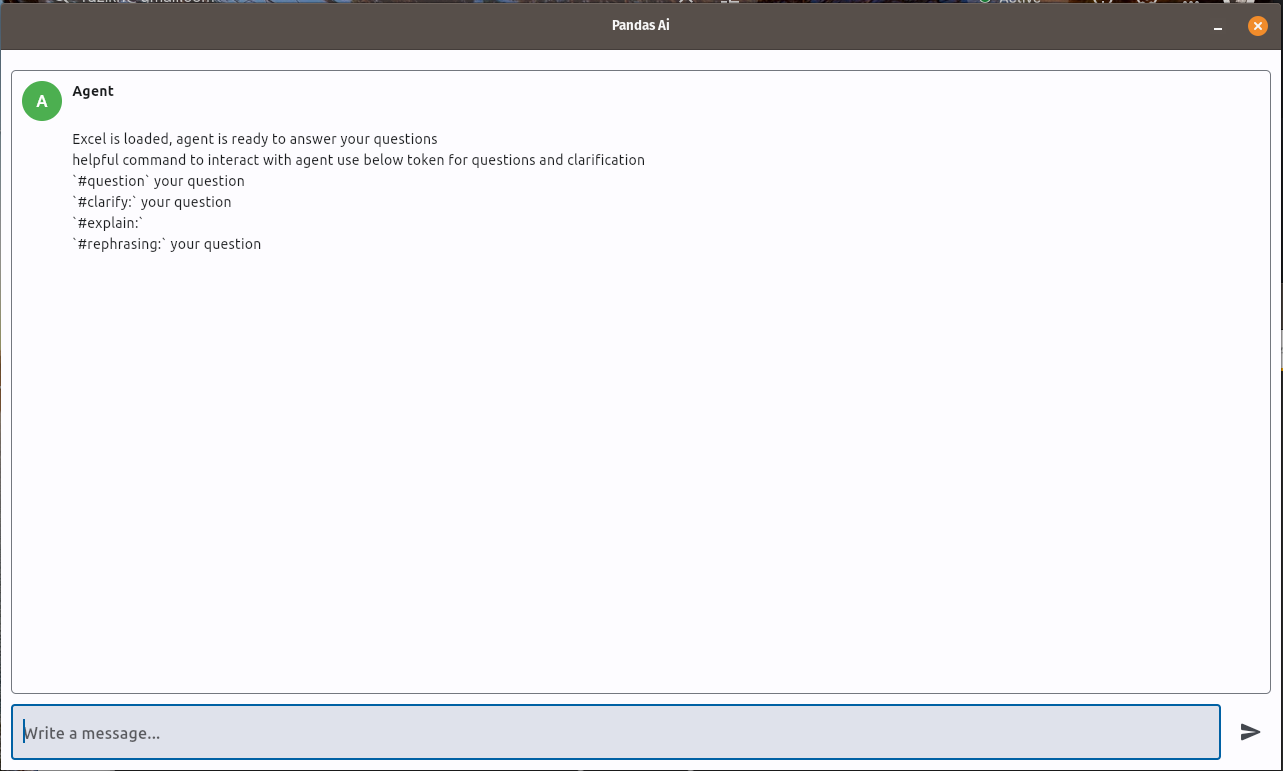 Pandas Ai
A
Agent
Excel is loaded, agent is ready to answer your questions
helpful command to interact with agent use below token for questions and clarification
`#question` your question
`#clarify:` your question
`#explain:`
`#rephrasing:` your question
Write a message...